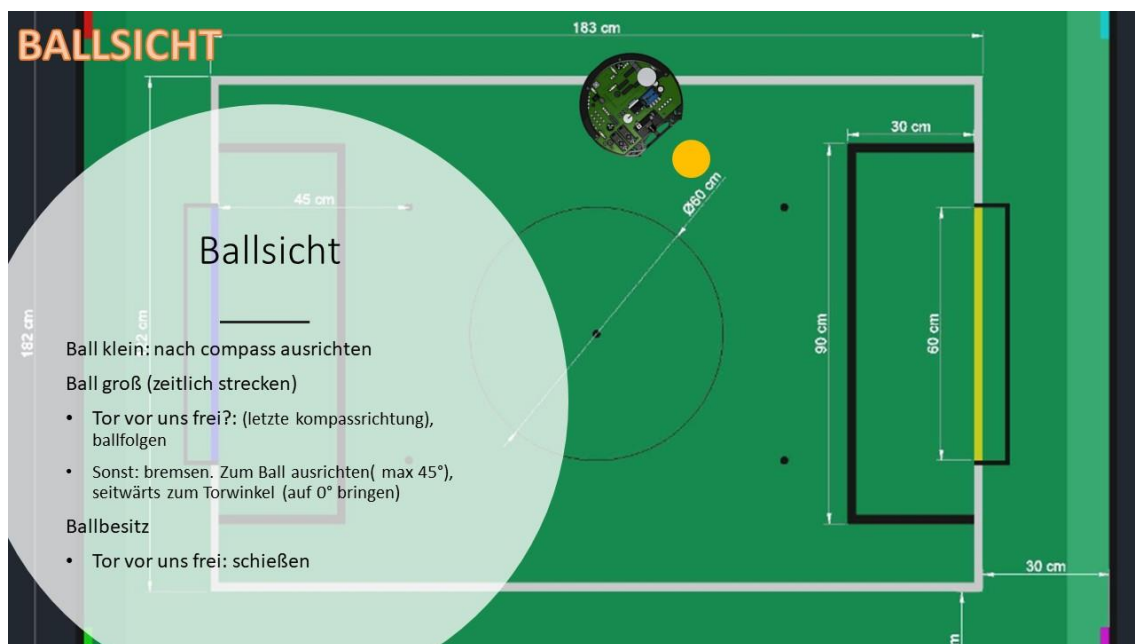 BALLSICHT
183 cm
30 cm
Ø60 cm
45 cm
Ballsicht
182 cm
2 cm
90 cm
60 cm
Ball klein: nach compass ausrichten
Ball groß (zeitlich strecken)
• Tor vor uns frei?: (letzte kompassrichtung),
ballfolgen
• Sonst: bremsen. Zum Ball ausrichten( max 45°),
seitwärts zum Torwinkel (auf 0° bringen)
Ballbesitz
• Tor vor uns frei: schießen
30 cm